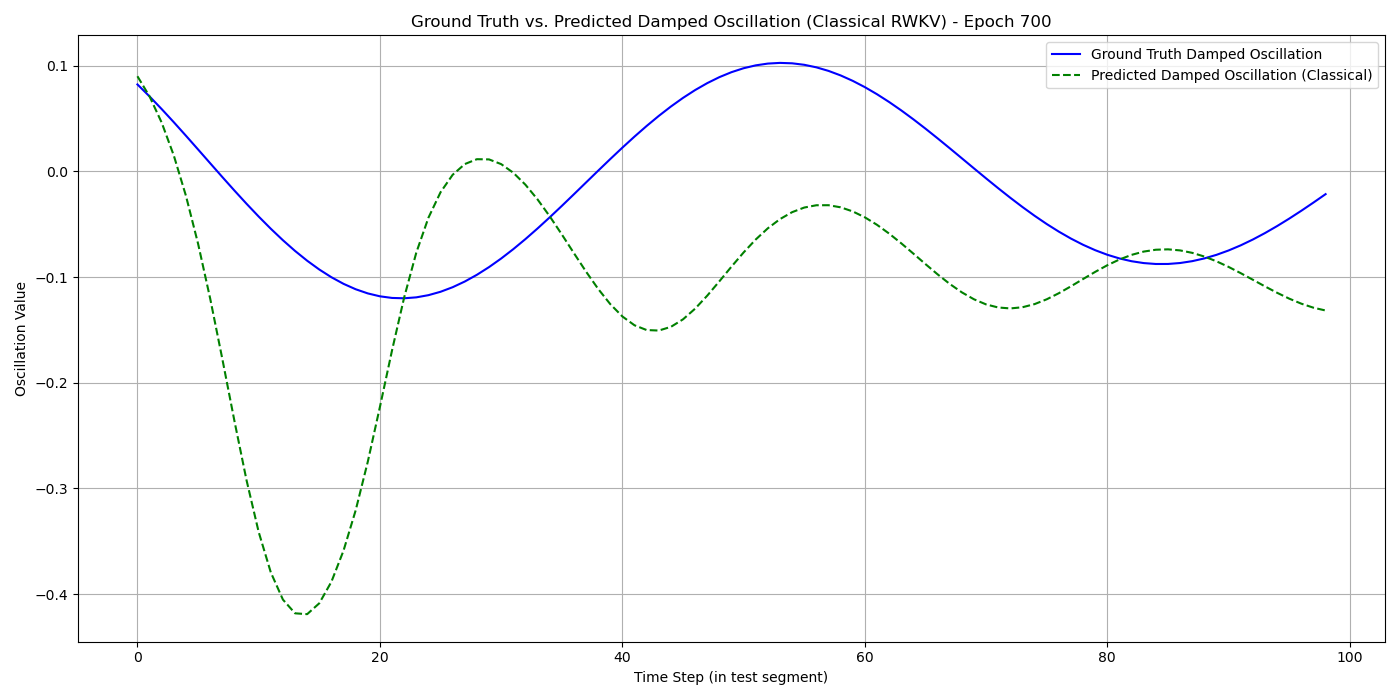 Ground Truth vs. Predicted Damped Oscillation (Classical RWKV) - Epoch 700
Ground Truth Damped Oscillation
Predicted Damped Oscillation (Classical)
Oscillation Value
0.1
0.0
−0.1
−0.2
−0.3
−0.4
0 20 40 60 80 100
Time Step (in test segment)